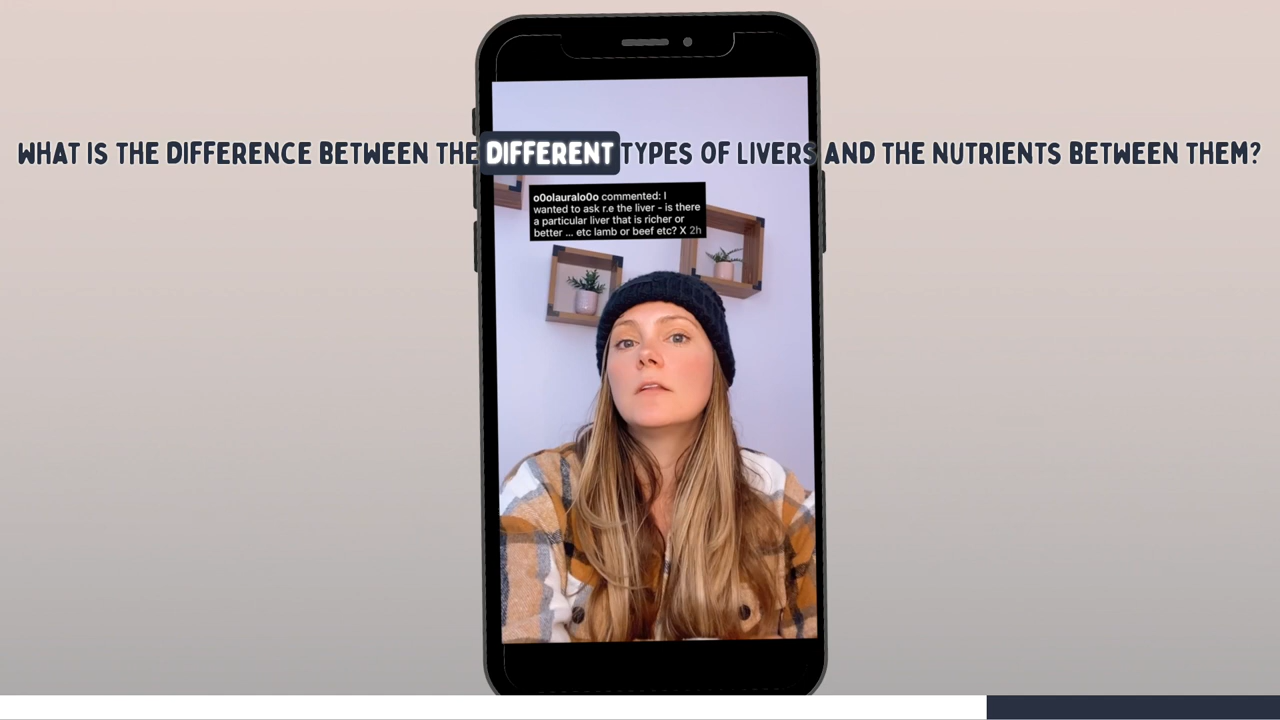 WHAT IS THE DIFFERENCE BETWEEN THE DIFFERENT TYPES OF LIVERS AND THE NUTRIENTS BETWEEN THEM?
o0olauralo0o commented: I
wanted to ask r.e the liver - is there
a particular liver that is richer or
better ... etc lamb or beef etc? X 2h